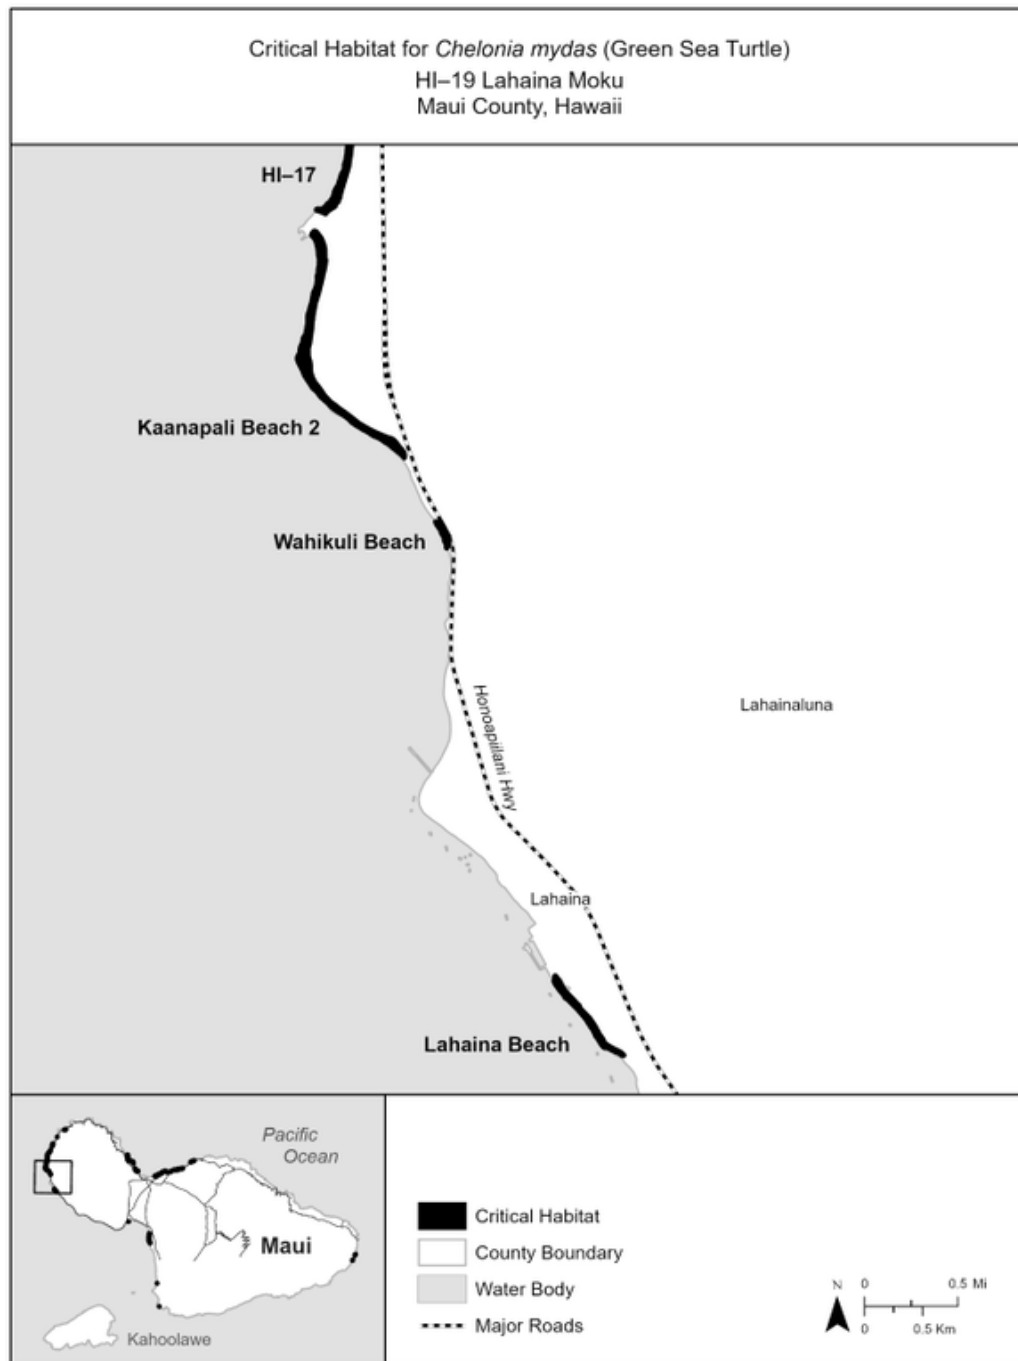 Critical Habitat for Chelonia mydas (Green Sea Turtle)
HI–19 Lahaina Moku
Maui County, Hawaii
HI–17
Kaanapali Beach 2
Wahikuli Beach
Honoapiilani Hwy
Lahainaluna
Lahaina
Lahaina Beach
Pacific
Ocean
Maui
Kahoolawe
Critical Habitat
County Boundary
Water Body
Major Roads
N
0 0.5 Mi
0 0.5 Km